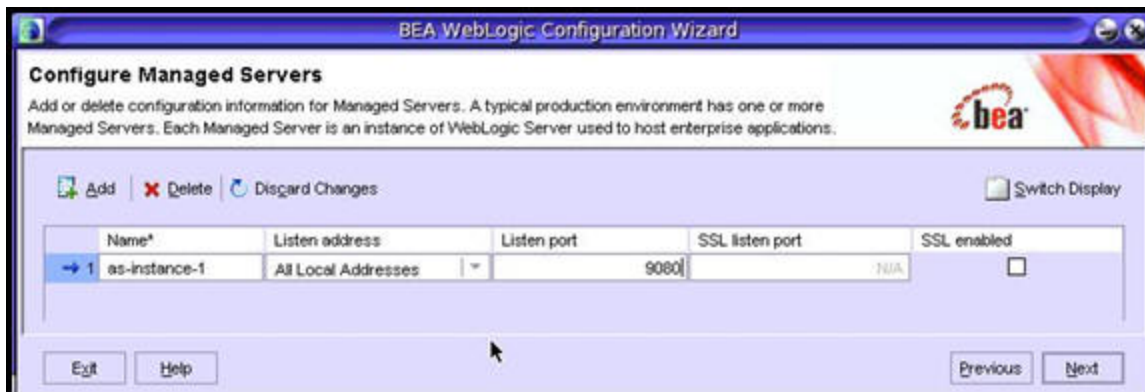 BEA WebLogic Configuration Wizard
Configure Managed Servers
Add or delete configuration information for Managed Servers. A typical production environment has one or more
Managed Servers. Each Managed Server is an instance of WebLogic Server used to host enterprise applications.
bea
Add Delete Discard Changes Switch Display
Name* Listen address Listen port SSL listen port SSL enabled
1 as-instance-1 All Local Addresses 9080 N/A
Exit Help Previous Next